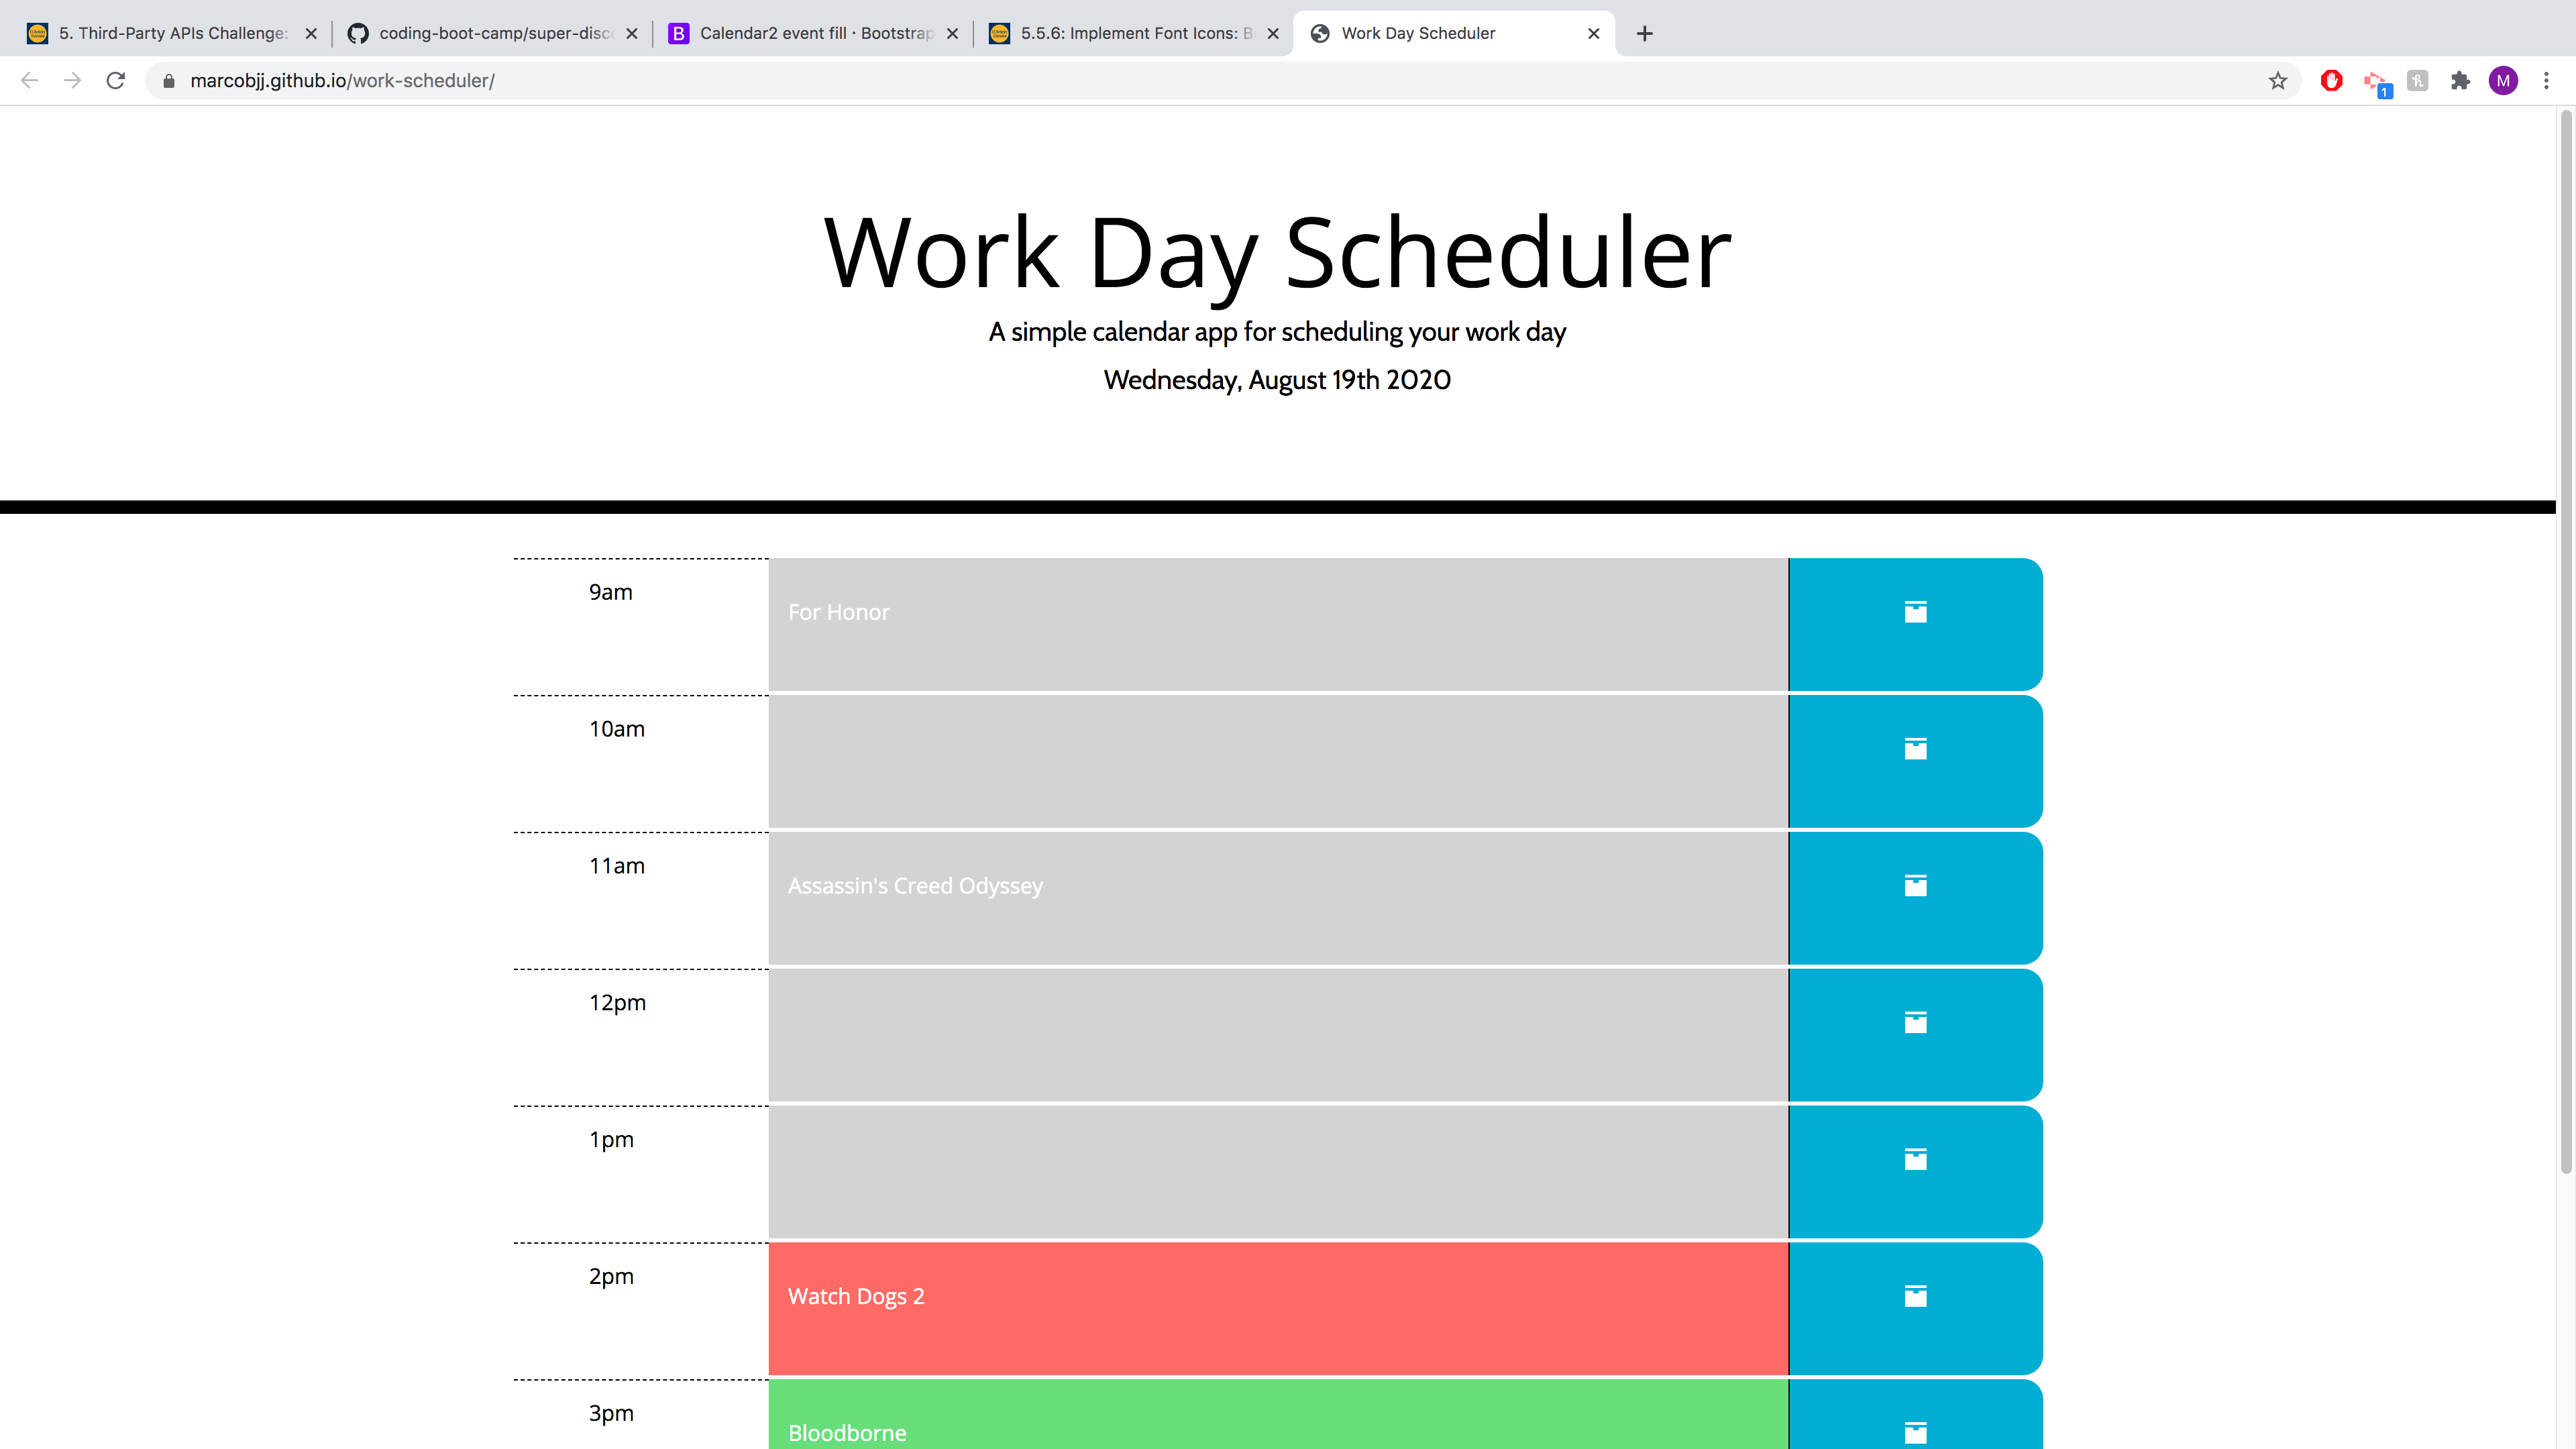 5. Third-Party APIs Challenge:
coding-boot-camp/super-disc
Calendar2 event fill · Bootstrap
5.5.6: Implement Font Icons: B
Work Day Scheduler
marcobjj.github.io/work-scheduler/
1
M
Work Day Scheduler
A simple calendar app for scheduling your work day
Wednesday, August 19th 2020
9am
For Honor
10am
11am
Assassin's Creed Odyssey
12pm
1pm
2pm
Watch Dogs 2
3pm
Bloodborne